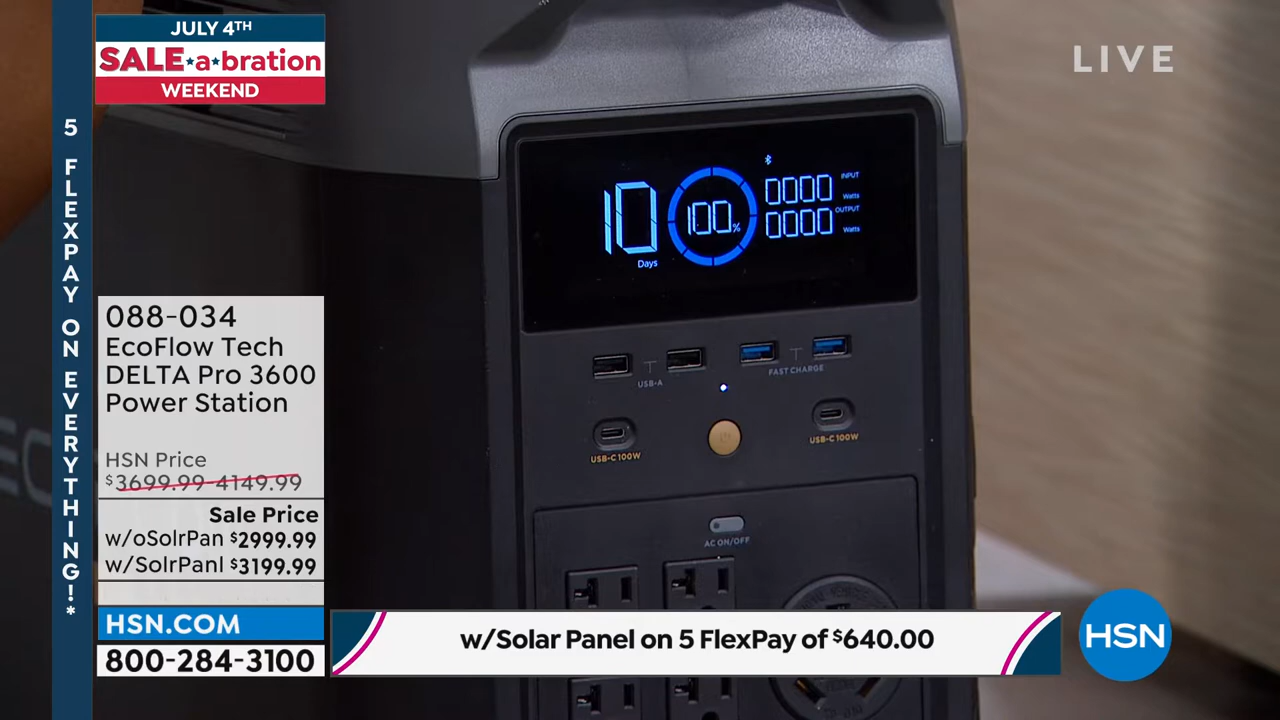 JULY 4TH
SALE★a★bration
WEEKEND
LIVE
5 FLEXPAY ON EVERYTHING!*
088-034
EcoFlow Tech
DELTA Pro 3600
Power Station
HSN Price
$3699.99-4149.99
Sale Price
w/oSolrPan $2999.99
w/SolrPanl $3199.99
HSN.COM
800-284-3100
10
Days
100%
0000
INPUT
Watts
0000
OUTPUT
Watts
USB-A
FAST CHARGE
USB-C 100W
USB-C 100W
AC ON/OFF
w/Solar Panel on 5 FlexPay of $640.00
HSN